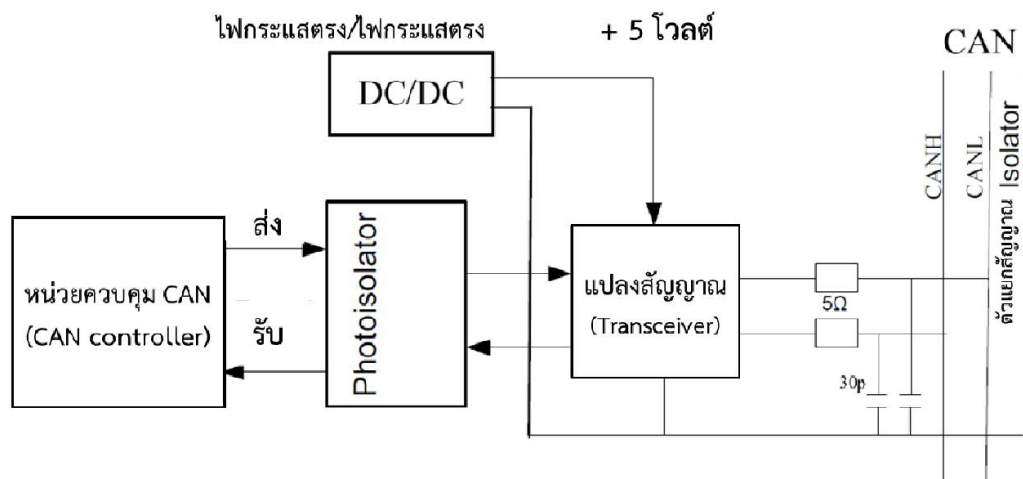 ไฟกระแสตรง/ไฟกระแสตรง
+ 5 โวลต์
CAN
DC/DC
CANH
CANL
ตัวแยกสัญญาณ Isolator
ส่ง
Photoisolator
หน่วยควบคุม CAN
(CAN controller)
รับ
แปลงสัญญาณ
(Transceiver)
5Ω
30p